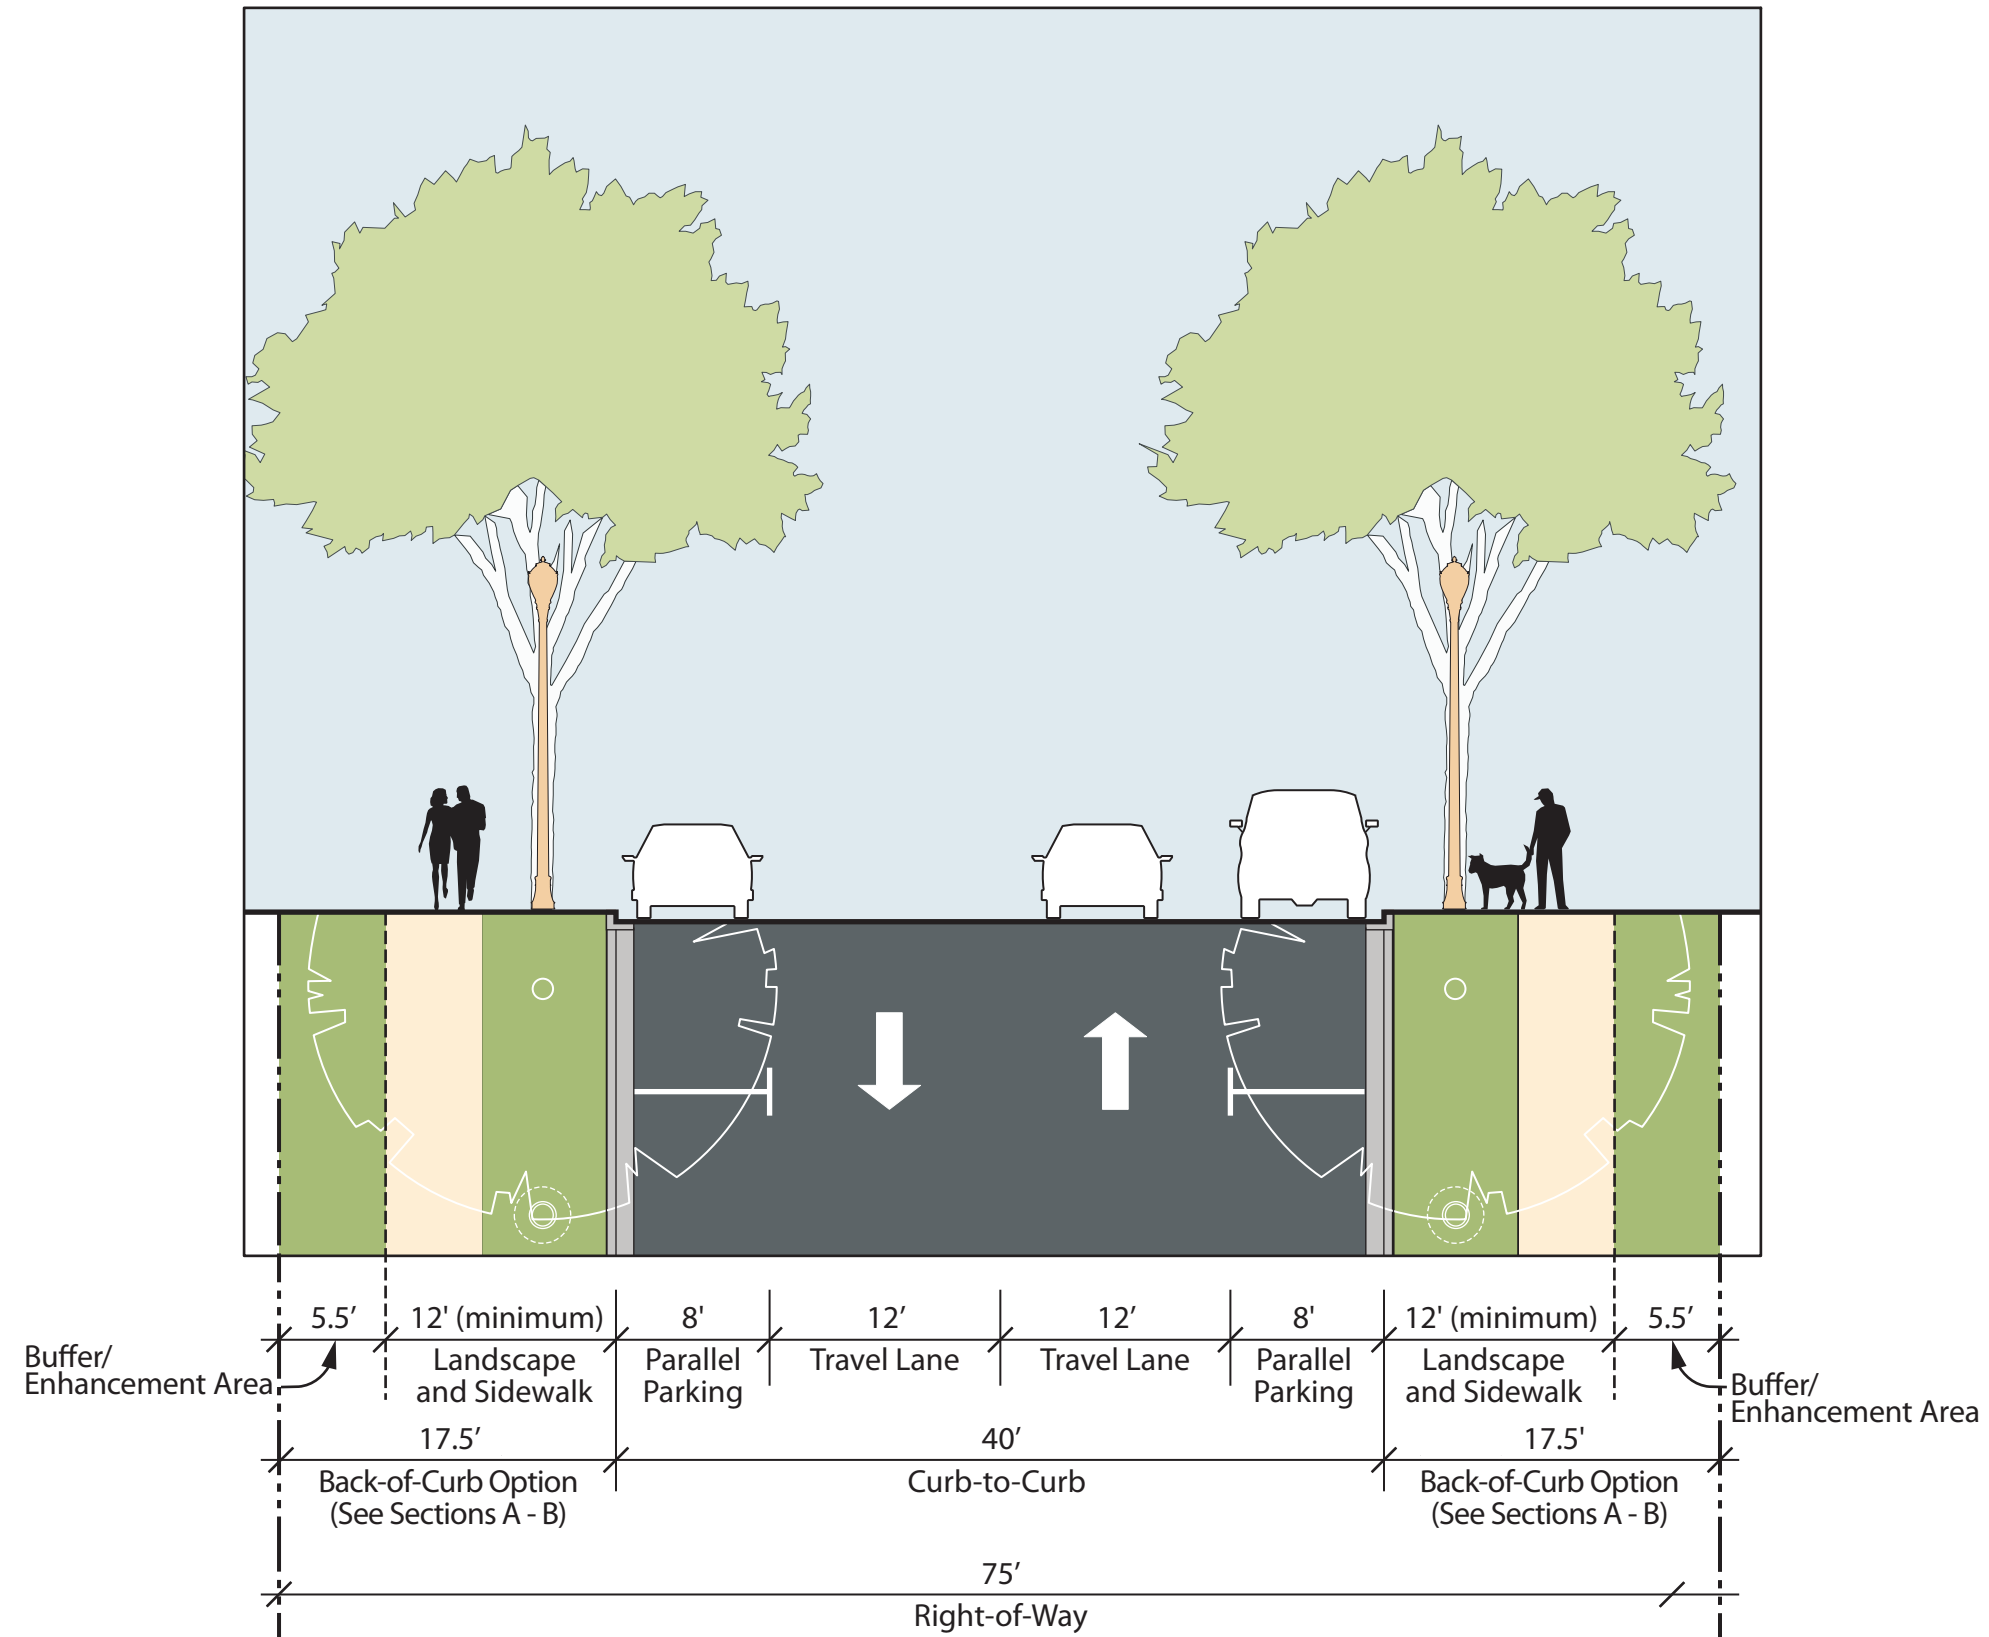 5.5’ 12' (minimum) 8' 12’ 12’ 8' 12' (minimum) 5.5’
Buffer/
Enhancement Area
Landscape
and Sidewalk
Parallel
Parking
Travel Lane
Travel Lane
Parallel
Parking
Landscape
and Sidewalk
Buffer/
Enhancement Area
17.5’ 40’ 17.5'
Back-of-Curb Option
(See Sections A - B)
Curb-to-Curb
Back-of-Curb Option
(See Sections A - B)
75’
Right-of-Way